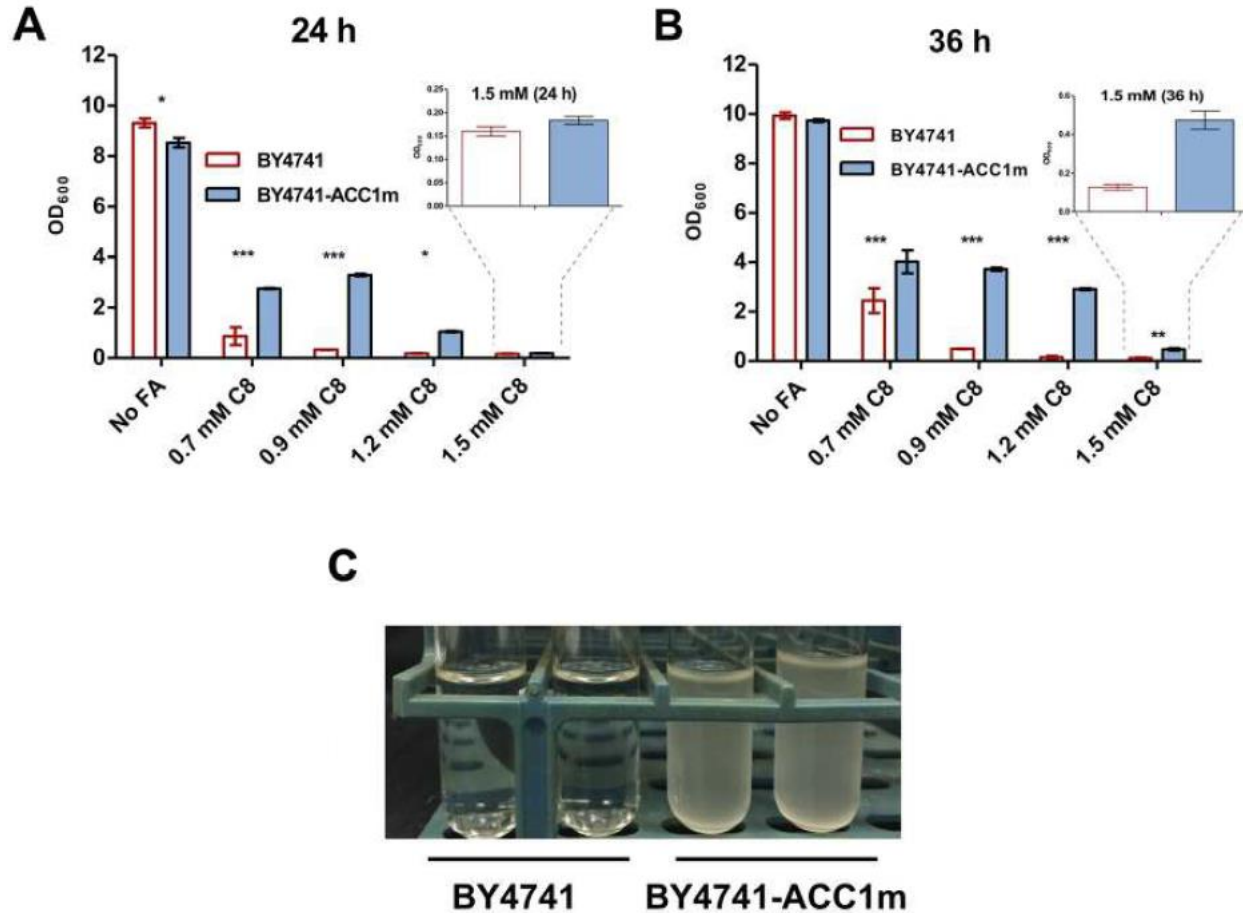 A
24 h
12
10
8
6
4
2
0
OD600
*
***
***
*
BY4741
BY4741-ACC1m
1.5 mM (24 h)
0.25
0.20
0.15
0.10
0.05
0.00
OD600
No FA
0.7 mM C8
0.9 mM C8
1.2 mM C8
1.5 mM C8
B
36 h
12
10
8
6
4
2
0
OD600
***
***
***
**
BY4741
BY4741-ACC1m
1.5 mM (36 h)
0.6
0.4
0.2
0.0
OD600
No FA
0.7 mM C8
0.9 mM C8
1.2 mM C8
1.5 mM C8
C
BY4741
BY4741-ACC1m